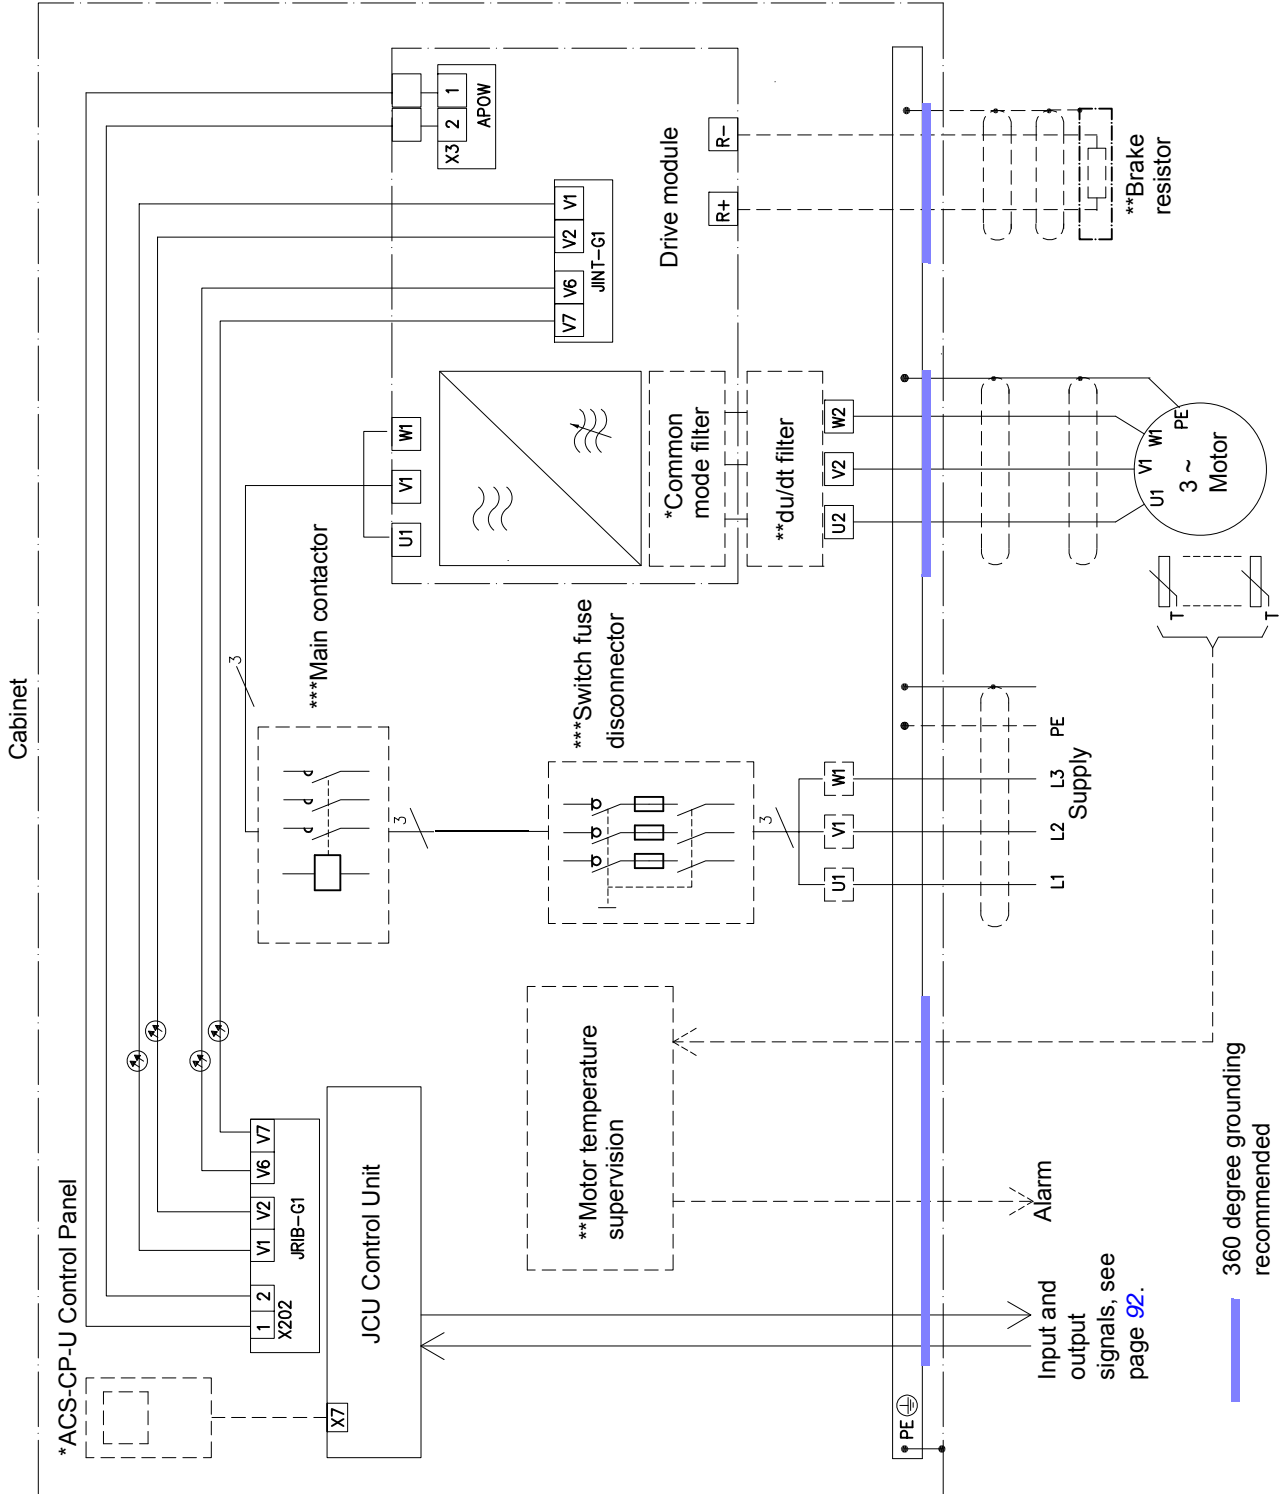 Cabinet
*ACS-CP-U Control Panel
X7
JCU Control Unit
1
2
X202
V1
V2
V6
V7
JRIB-G1
***Main contactor
3
3
***Switch fuse
disconnector
3
U1
V1
W1
U1
V1
W1
V7
V6
V2
V1
JINT-G1
X3
2
1
APOW
Drive module
R+
R-
*Common
mode filter
**du/dt filter
U2
V2
W2
**Motor temperature
supervision
PE
L1
L2
L3
PE
Supply
U1
V1
W1
PE
3 ~
Motor
T
T
**Brake
resistor
Alarm
Input and
output
signals, see
page 92.
360 degree grounding
recommended